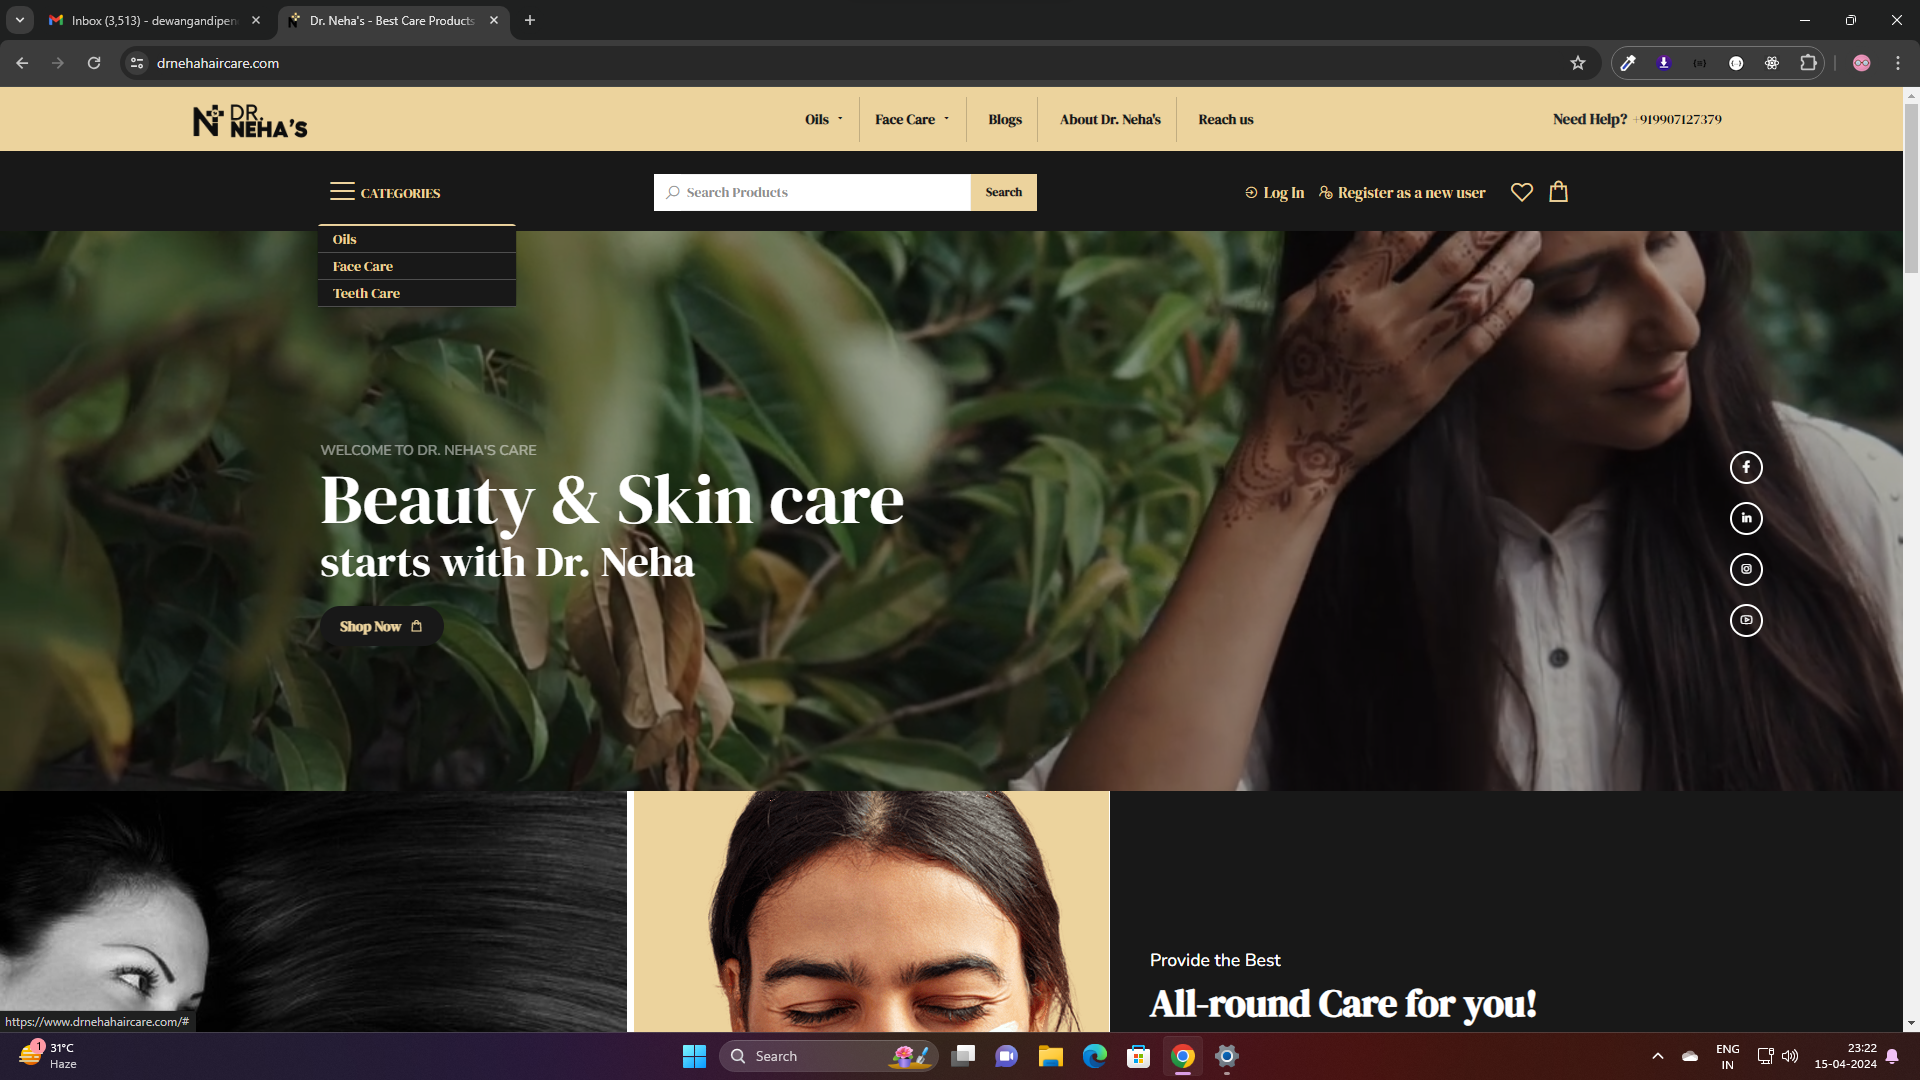 Inbox (3,513) - dewangandipen
Dr. Neha's - Best Care Products
drnehahaircare.com
DR.
NEHA'S
Oils
Face Care
Blogs
About Dr. Neha's
Reach us
Need Help? +919907127379
CATEGORIES
Search Products
Search
Log In
Register as a new user
Oils
Face Care
Teeth Care
WELCOME TO DR. NEHA'S CARE
Beauty & Skin care
starts with Dr. Neha
Shop Now
Provide the Best
All-round Care for you!
https://www.drnehahaircare.com/#
1
31°C
Haze
Search
ENG
IN
23:22
15-04-2024